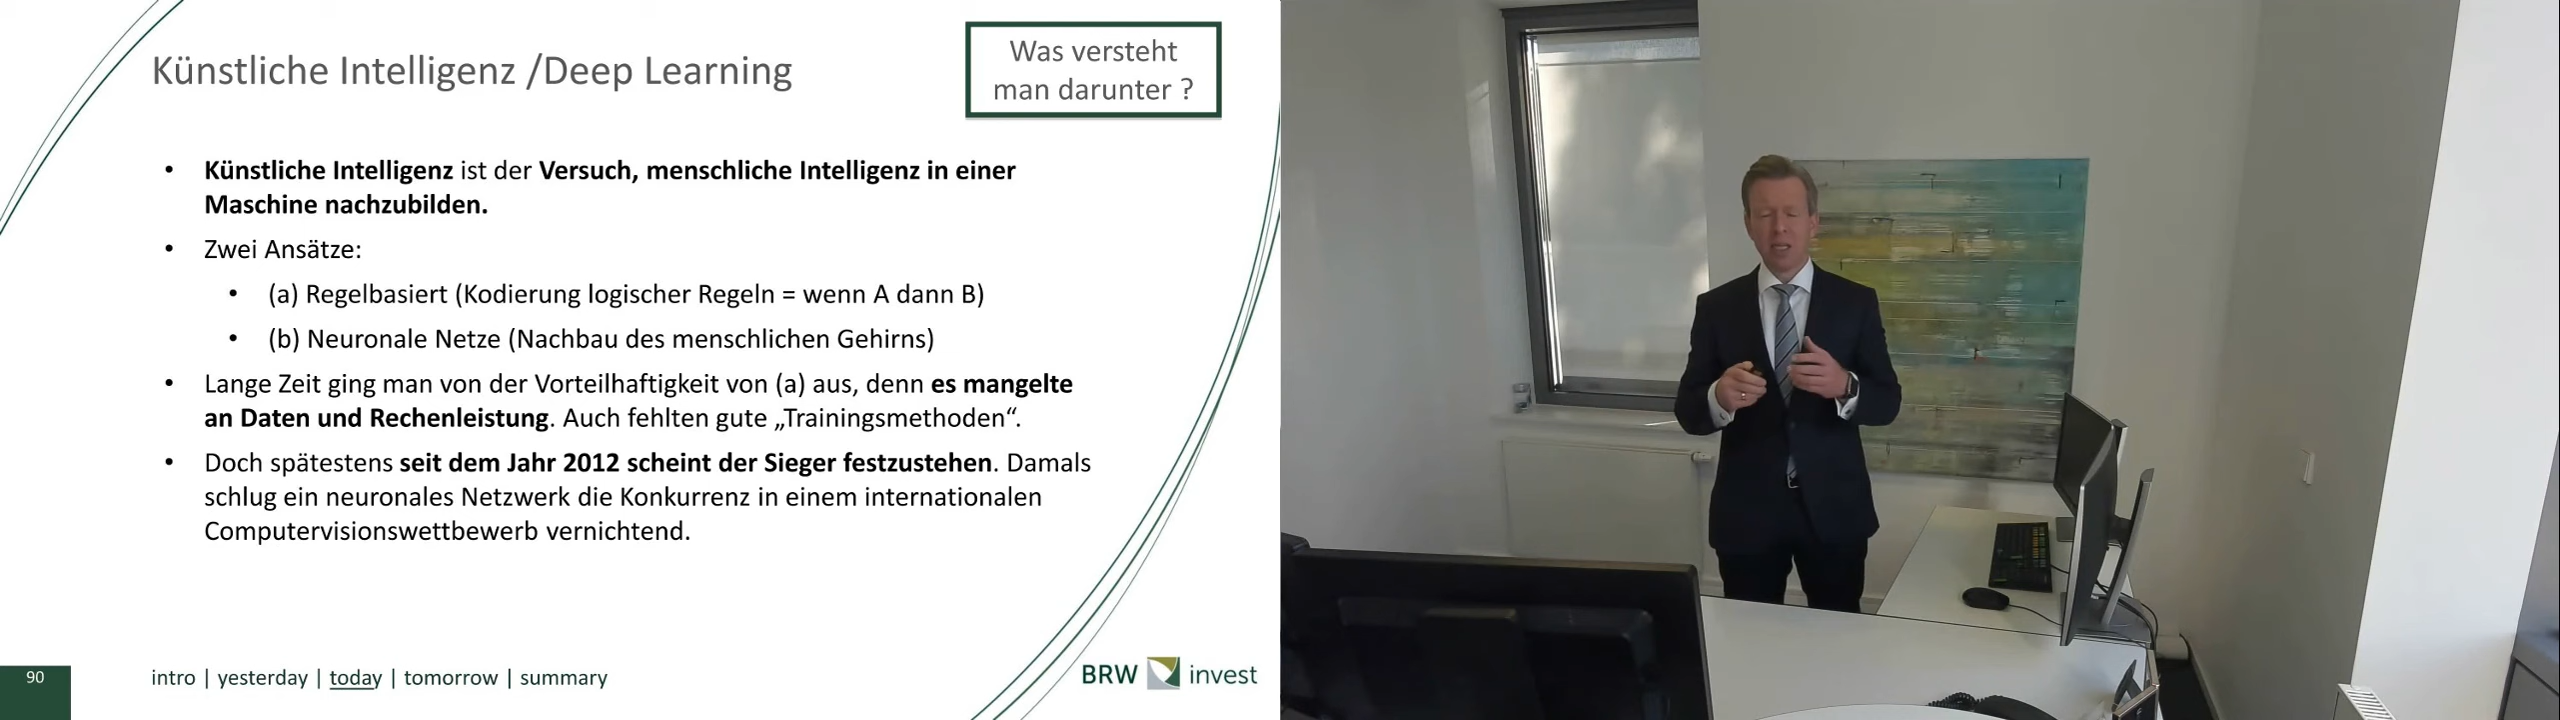 Künstliche Intelligenz /Deep Learning
Was versteht
man darunter ?
• Künstliche Intelligenz ist der Versuch, menschliche Intelligenz in einer
Maschine nachzubilden.
• Zwei Ansätze:
• (a) Regelbasiert (Kodierung logischer Regeln = wenn A dann B)
• (b) Neuronale Netze (Nachbau des menschlichen Gehirns)
• Lange Zeit ging man von der Vorteilhaftigkeit von (a) aus, denn es mangelte
an Daten und Rechenleistung. Auch fehlten gute „Trainingsmethoden“.
• Doch spätestens seit dem Jahr 2012 scheint der Sieger festzustehen. Damals
schlug ein neuronales Netzwerk die Konkurrenz in einem internationalen
Computervisionswettbewerb vernichtend.
90
intro | yesterday | today | tomorrow | summary
BRW invest